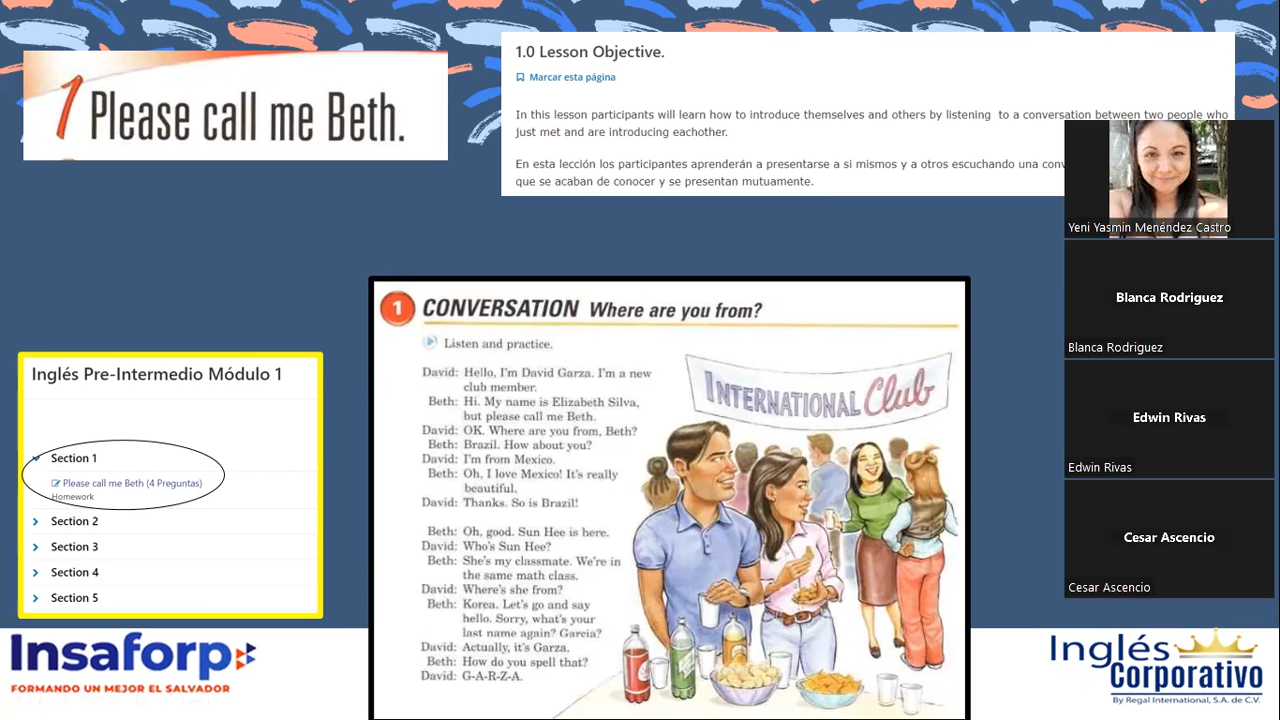 1 Please call me Beth.
1.0 Lesson Objective.
Marcar esta página
In this lesson participants will learn how to introduce themselves and others by listening to a conversation between two people who
just met and are introducing eachother.
En esta lección los participantes aprenderán a presentarse a si mismos y a otros escuchando una
que se acaban de conocer y se presentan mutuamente.
Yeni Yasmin Menéndez Castro
Blanca Rodriguez
Blanca Rodriguez
Edwin Rivas
Edwin Rivas
Cesar Ascencio
Cesar Ascencio
1 CONVERSATION Where are you from?
Listen and practice.
David: Hello, I'm David Garza. I'm a new
club member.
Beth: Hi. My name is Elizabeth Silva,
but please call me Beth.
David: OK. Where are you from, Beth?
Beth: Brazil. How about you?
David: I'm from Mexico.
Beth: Oh, I love Mexico! It's really
beautiful.
David: Thanks. So is Brazil!
Beth: Oh, good. Sun Hee is here.
David: Who's Sun Hee?
Beth: She's my classmate. We're in
the same math class.
David: Where's she from?
Beth: Korea. Let's go and say
hello. Sorry, what's your
last name again? Garcia?
David: Actually, it's Garza.
Beth: How do you spell that?
David: G-A-R-Z-A.
INTERNATIONAL Club
Inglés Pre-Intermedio Módulo 1
Section 1
Please call me Beth (4 Preguntas)
Homework
Section 2
Section 3
Section 4
Section 5
Insaforp
FORMANDO UN MEJOR EL SALVADOR
Inglés
Corporativo
By Regal International, S.A. de C.V.